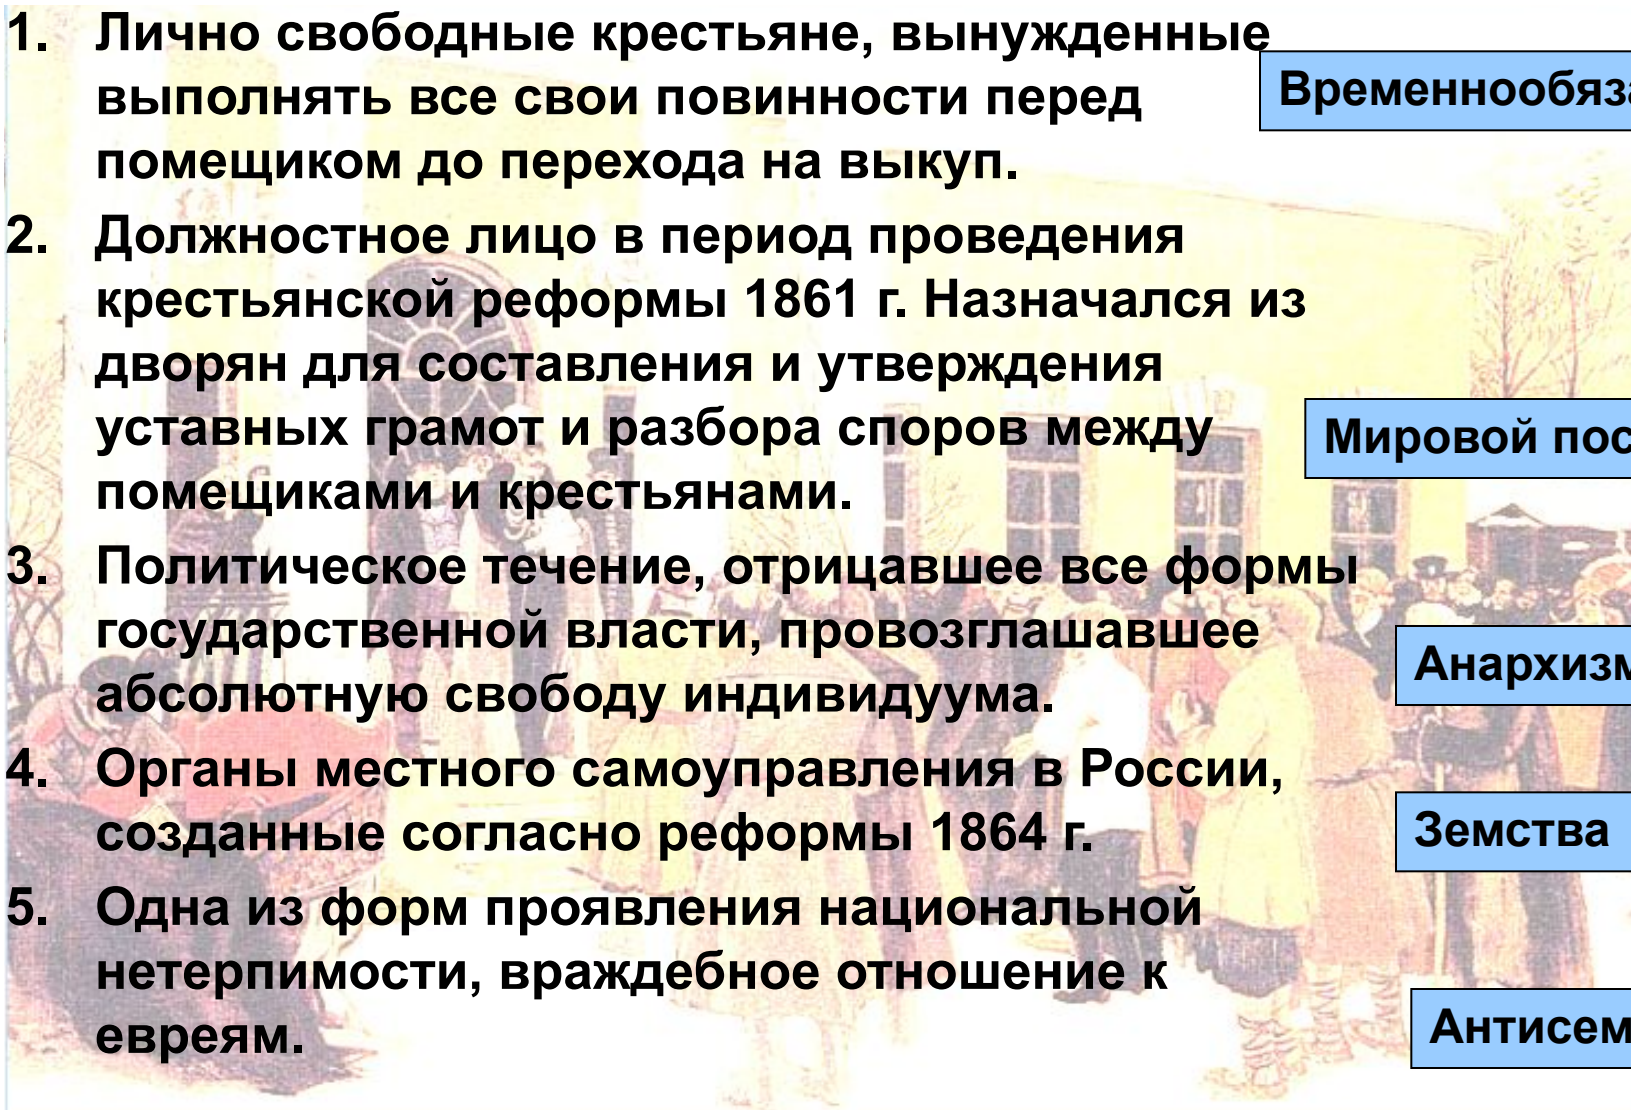 1. Лично свободные крестьяне, вынужденные
выполнять все свои повинности перед
помещиком до перехода на выкуп.
Временнообяза
2. Должностное лицо в период проведения
крестьянской реформы 1861 г. Назначался из
дворян для составления и утверждения
уставных грамот и разбора споров между
помещиками и крестьянами.
Мировой пос
3. Политическое течение, отрицавшее все формы
государственной власти, провозглашавшее
абсолютную свободу индивидуума.
Анархизм
4. Органы местного самоуправления в России,
созданные согласно реформы 1864 г.
Земства
5. Одна из форм проявления национальной
нетерпимости, враждебное отношение к
евреям.
Антисем